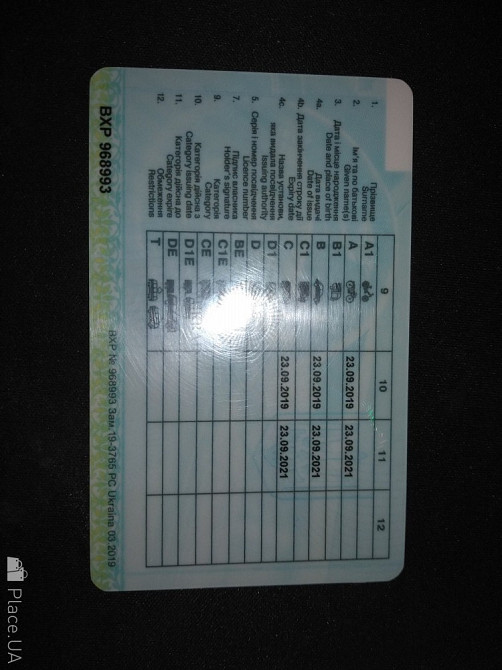 1. Прізвище
Surname
2. Ім'я та по батькові
Given name(s)
3. Дата і місце народження
Date and place of birth
4a. Дата видачі
Date of issue
4b. Дата закінчення строку дії
Expiry date
4c. Назва установи,
яка видала посвідчення
Issuing authority
5. Серія і номер посвідчення
Licence number
7. Підпис власника
Holder's signature
9. Категорія
Category
10. Категорія дійсна з
Category issuing date
11. Категорія дійсна до
Category expire
12. Обмеження
Restrictions
9 10 11 12
A1
A 23.09.2019 23.09.2021
B1
B 23.09.2019 23.09.2021
C1
C 23.09.2019 23.09.2021
D1
D
BE
C1E
CE
D1E
DE
T
ВХР 968993
ВХР № 968993 Зам.19-3765 PC Ukraina 03.2019
Place.UA